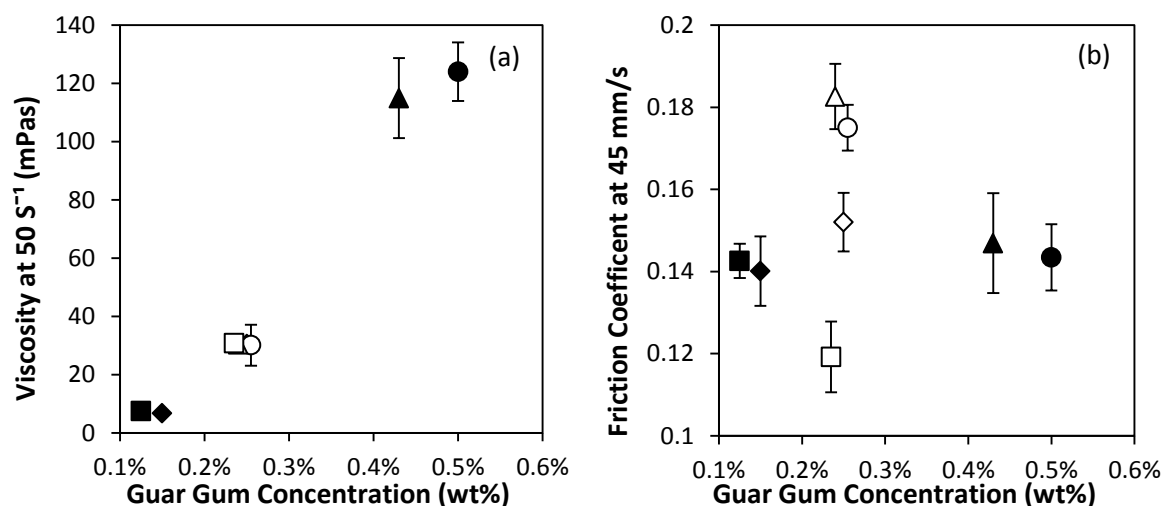 (a)
Viscosity at 50 S⁻¹ (mPas)
140
120
100
80
60
40
20
0
0.1% 0.2% 0.3% 0.4% 0.5% 0.6%
Guar Gum Concentration (wt%)
(b)
Friction Coefficent at 45 mm/s
0.2
0.18
0.16
0.14
0.12
0.1
0.1% 0.2% 0.3% 0.4% 0.5% 0.6%
Guar Gum Concentration (wt%)